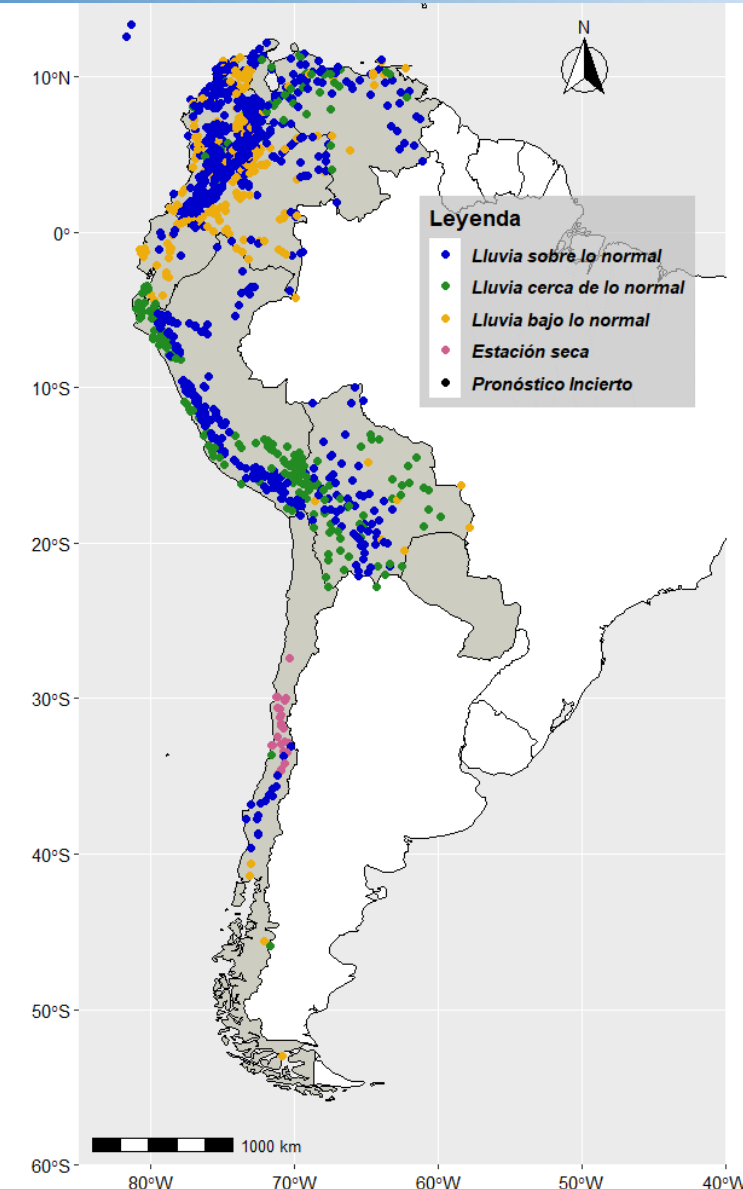 N
10°N
0°
10°S
20°S
30°S
40°S
50°S
60°S
Leyenda
Lluvia sobre lo normal
Lluvia cerca de lo normal
Lluvia bajo lo normal
Estación seca
Pronóstico Incierto
1000 km
80°W
70°W
60°W
50°W
40°W